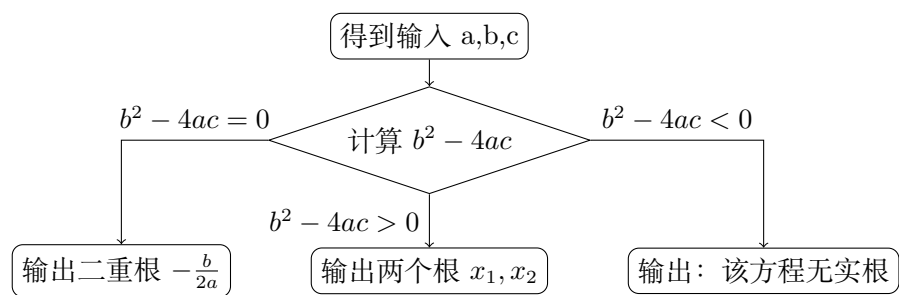 得到输入 a,b,c
b² − 4ac = 0
计算 b² − 4ac
b² − 4ac < 0
b² − 4ac > 0
输出二重根 −b/2a
输出两个根 x₁, x₂
输出：该方程无实根